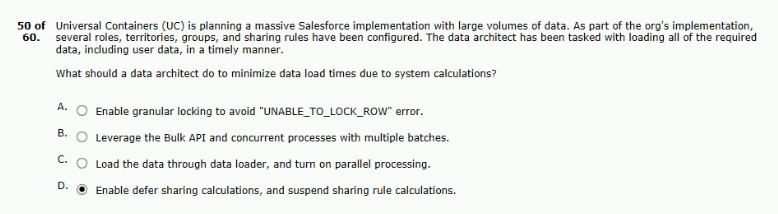 50 of 60. Universal Containers (UC) is planning a massive Salesforce implementation with large volumes of data. As part of the org's implementation,
several roles, territories, groups, and sharing rules have been configured. The data architect has been tasked with loading all of the required
data, including user data, in a timely manner.
What should a data architect do to minimize data load times due to system calculations?
A. Enable granular locking to avoid "UNABLE_TO_LOCK_ROW" error.
B. Leverage the Bulk API and concurrent processes with multiple batches.
C. Load the data through data loader, and turn on parallel processing.
D. Enable defer sharing calculations, and suspend sharing rule calculations.